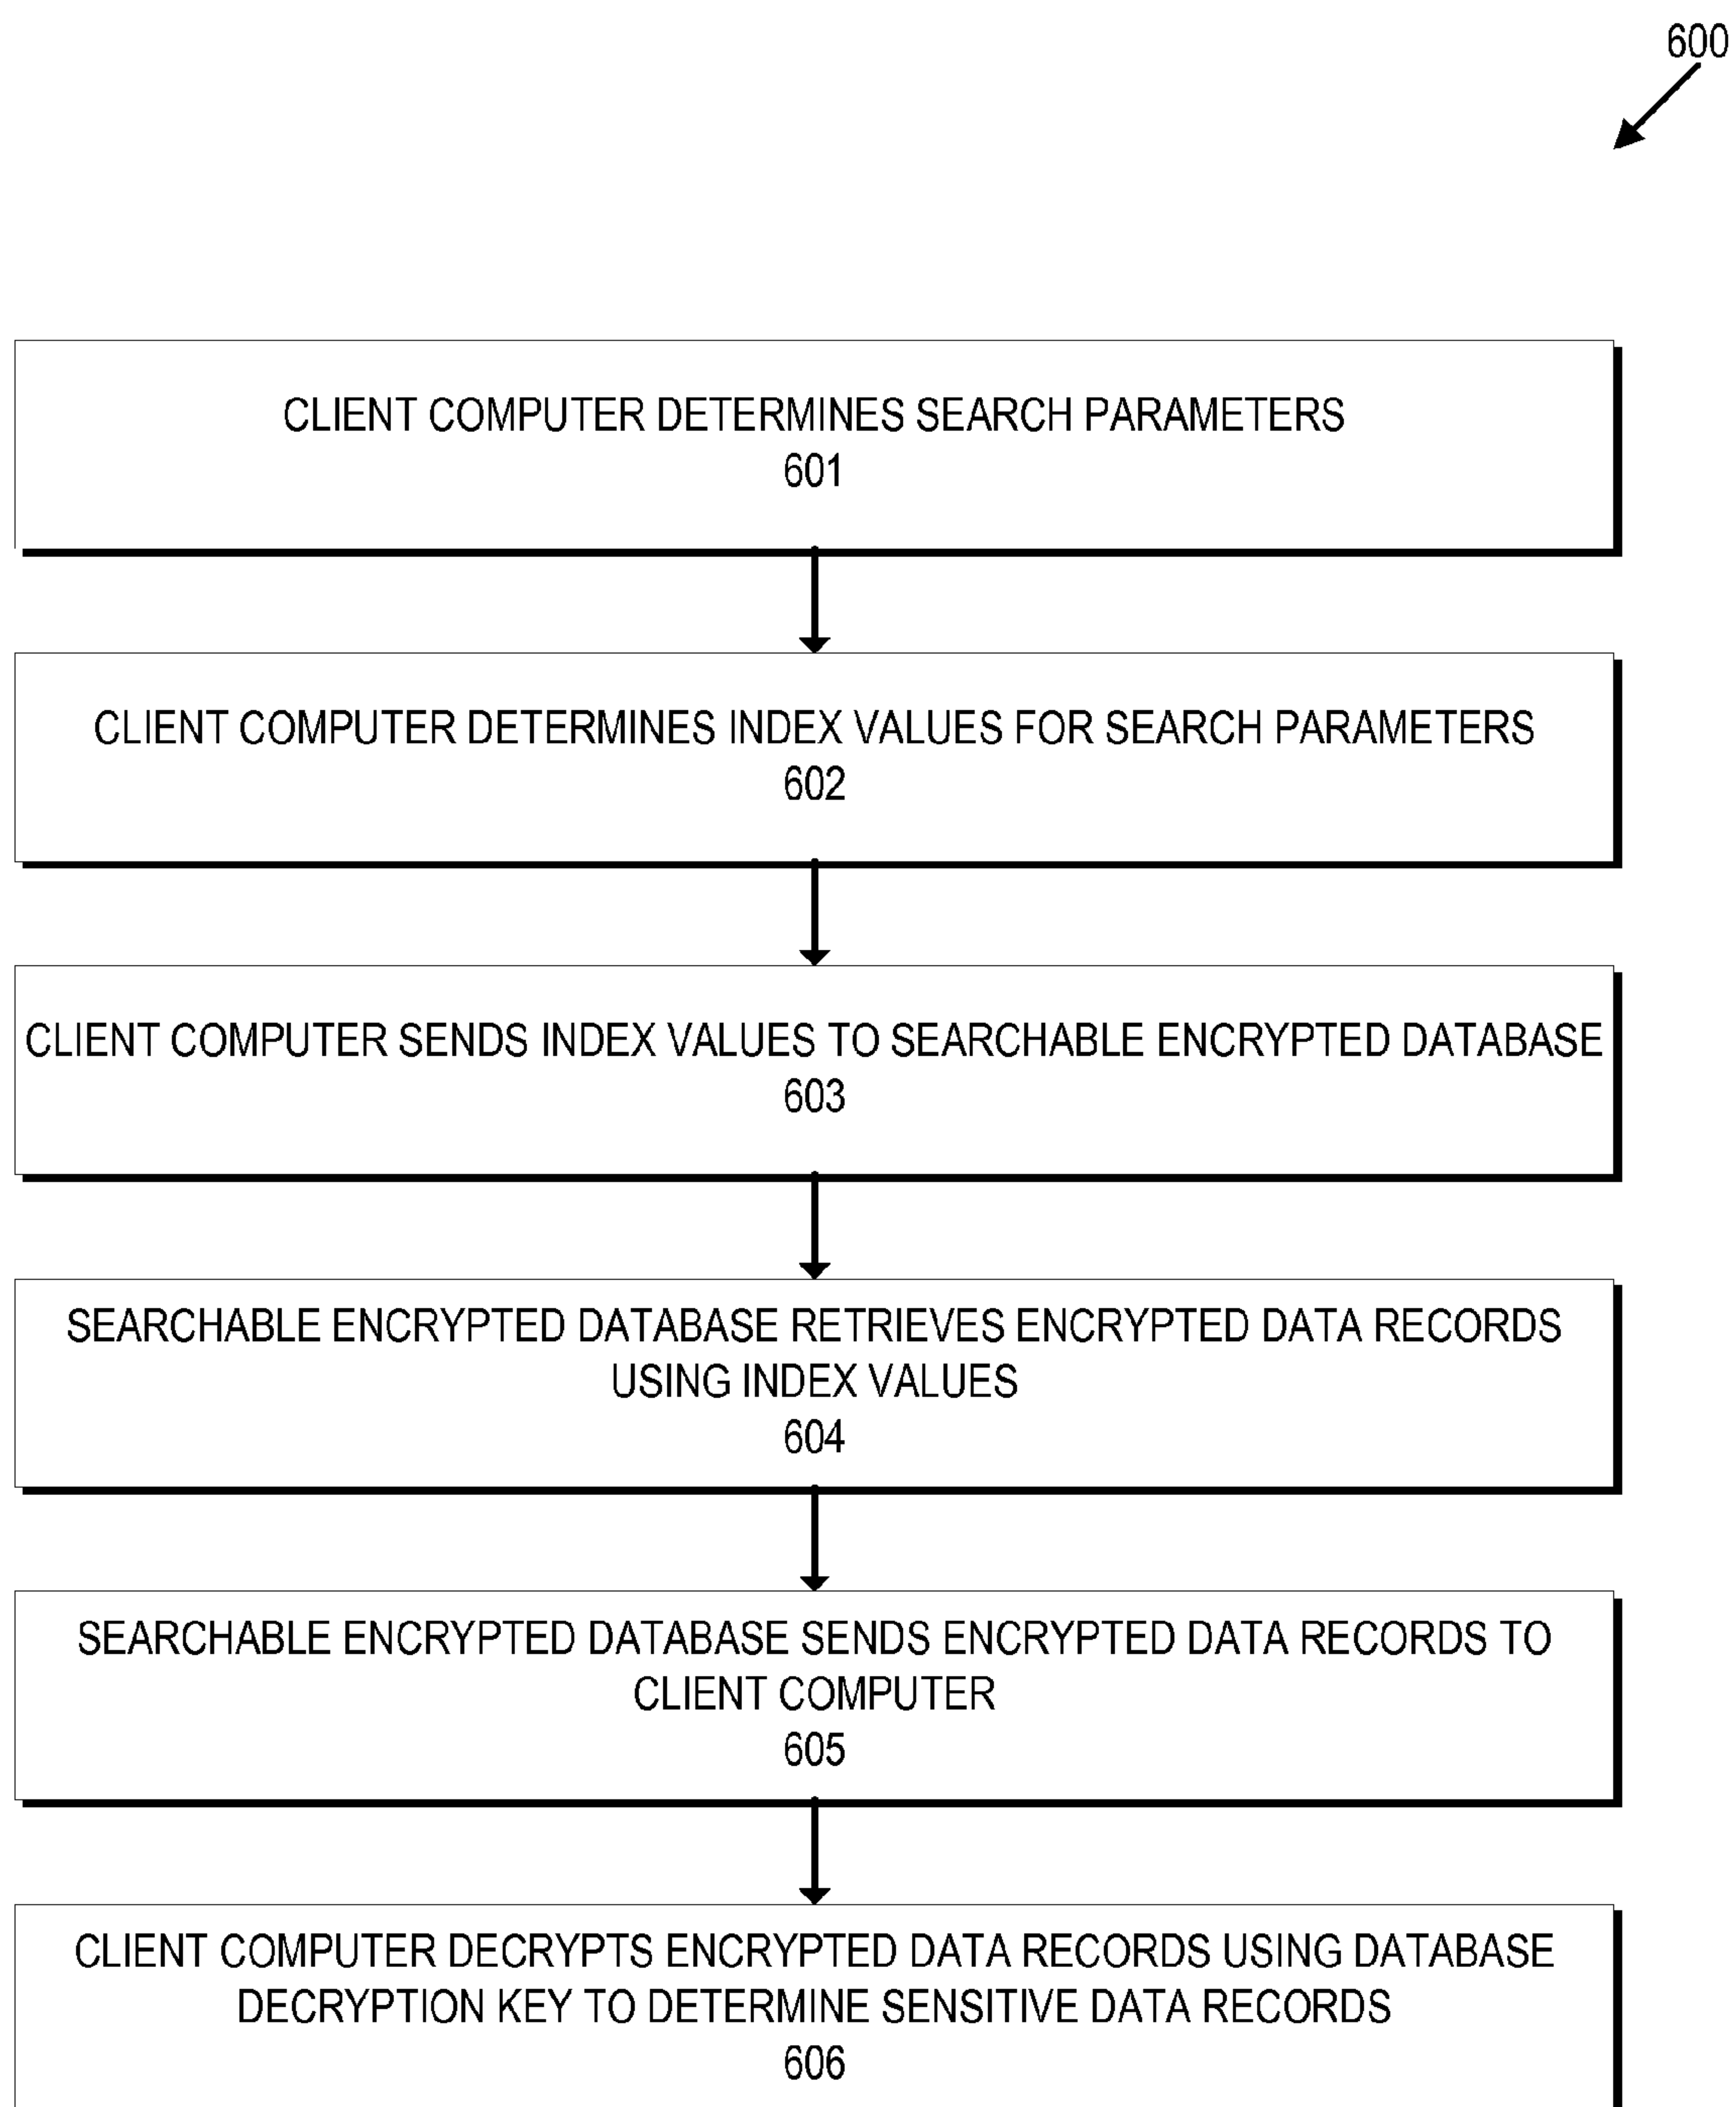 600
CLIENT COMPUTER DETERMINES SEARCH PARAMETERS
601
CLIENT COMPUTER DETERMINES INDEX VALUES FOR SEARCH PARAMETERS
602
CLIENT COMPUTER SENDS INDEX VALUES TO SEARCHABLE ENCRYPTED DATABASE
603
SEARCHABLE ENCRYPTED DATABASE RETRIEVES ENCRYPTED DATA RECORDS
USING INDEX VALUES
604
SEARCHABLE ENCRYPTED DATABASE SENDS ENCRYPTED DATA RECORDS TO
CLIENT COMPUTER
605
CLIENT COMPUTER DECRYPTS ENCRYPTED DATA RECORDS USING DATABASE
DECRYPTION KEY TO DETERMINE SENSITIVE DATA RECORDS
606